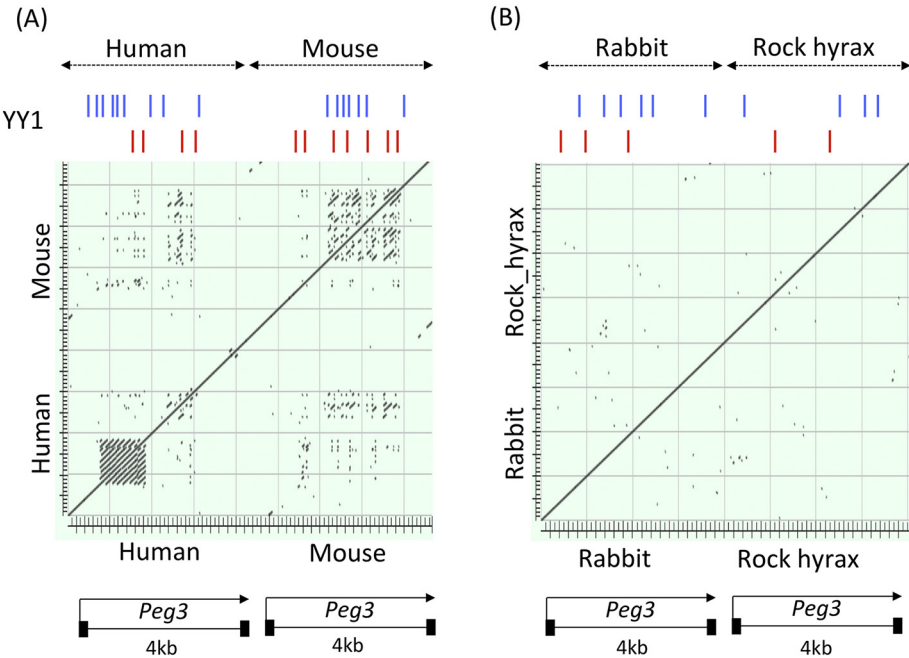 (A)
Human Mouse
YY1
Mouse
Human
Human Mouse
Peg3 Peg3
4kb 4kb
(B)
Rabbit Rock hyrax
Rock_hyrax
Rabbit
Rabbit Rock hyrax
Peg3 Peg3
4kb 4kb